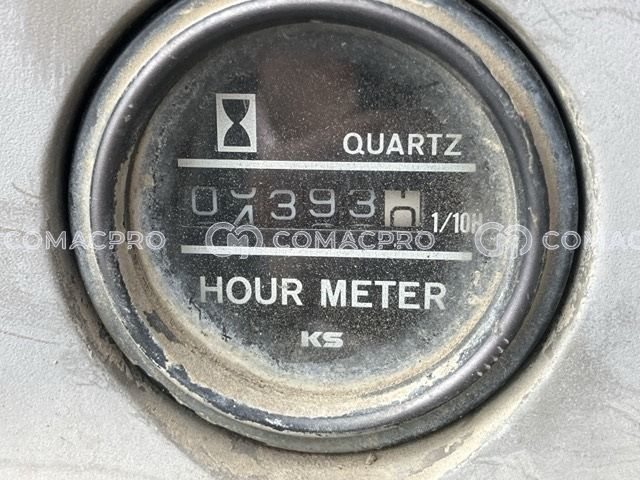 QUARTZ
0 393 1/10H
COMACPRO COMACPRO COMAC
HOUR METER
KS